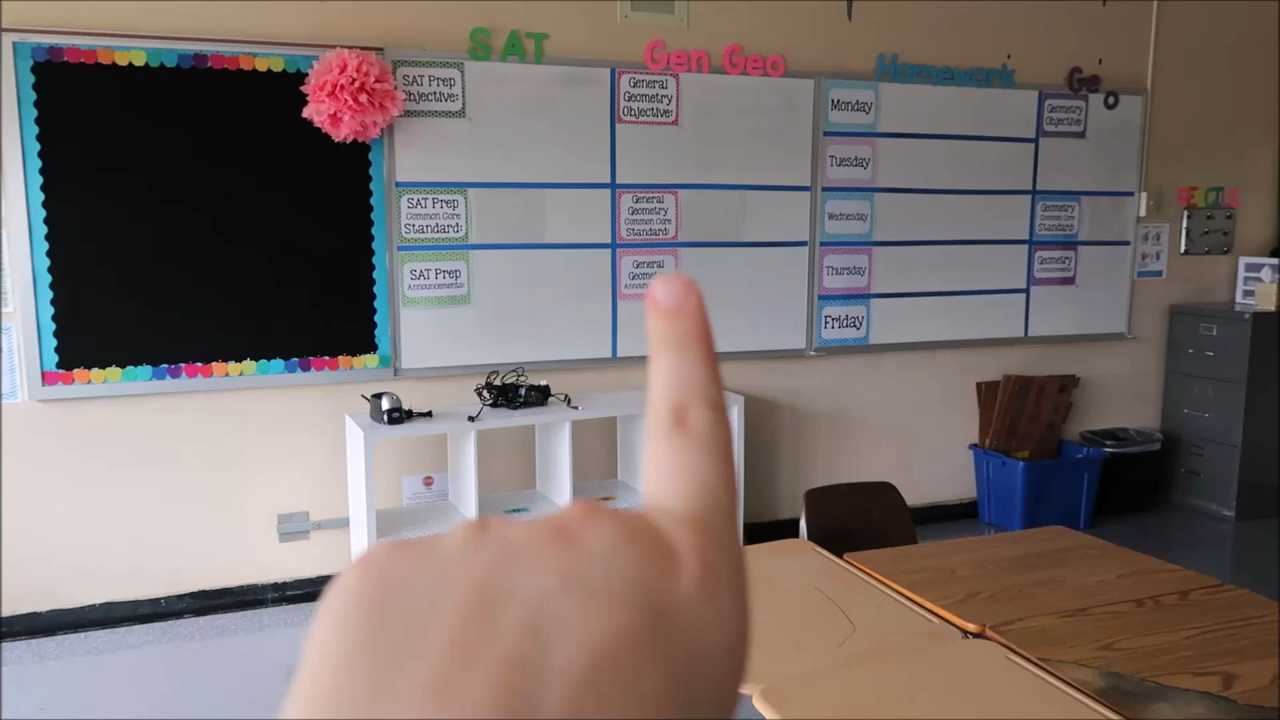 SAT
Gen Geo
Homework
Geo
SAT Prep
Objective:
General
Geometry
Objective:
Monday
Geometry
Objective:
Tuesday
SAT Prep
Common Core
Standard:
General
Geometry
Common Core
Standard:
Wednesday
Geometry
Common Core
Standard:
SAT Prep
Announcements:
General
Thursday
Geometry
Announcements:
Friday